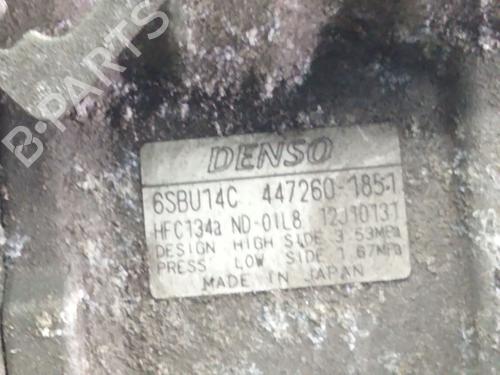 B-PARTS
DENSO
6SBU14C 447260-1851
HFC134a ND-OIL8 12J10131
DESIGN HIGH SIDE 3.53MPa
PRESS LOW SIDE 1.67MPa
MADE IN JAPAN